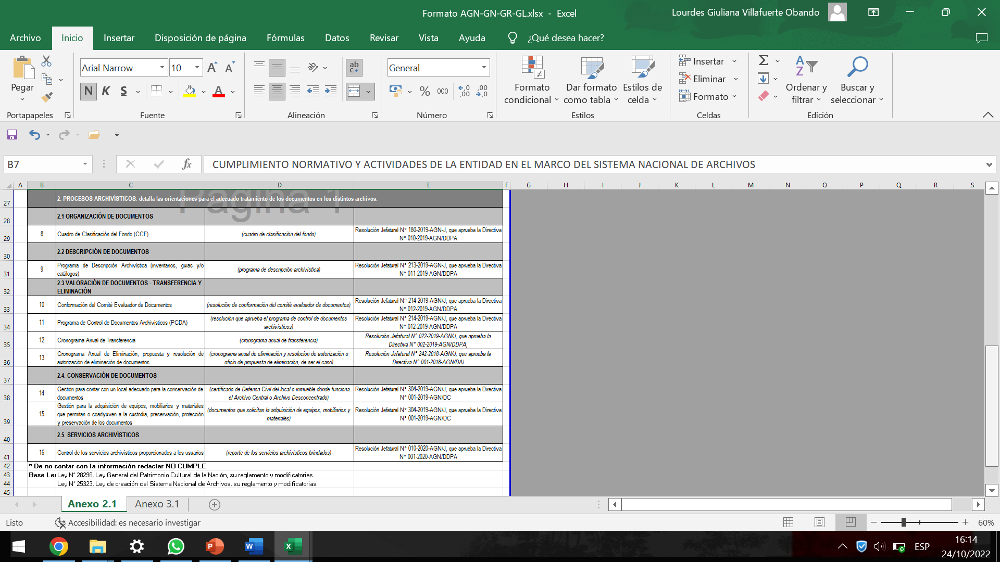 Formato AGN-GN-GR-GL.xlsx - Excel
Lourdes Giuliana Villafuerte Obando
Archivo Inicio Insertar Disposición de página Fórmulas Datos Revisar Vista Ayuda ¿Qué desea hacer?
Pegar
Portapapeles
Arial Narrow 10
N K S
Fuente
Alineación
General
% 000
Número
Formato condicional
Dar formato como tabla
Estilos de celda
Estilos
Insertar
Eliminar
Formato
Celdas
Ordenar y filtrar
Buscar y seleccionar
Edición
B7
fx
CUMPLIMIENTO NORMATIVO Y ACTIVIDADES DE LA ENTIDAD EN EL MARCO DEL SISTEMA NACIONAL DE ARCHIVOS
A B C D E F G H I J K L M N O P Q R S
Página 1
27 2. PROCESOS ARCHIVÍSTICOS: detalla las orientaciones para el adecuado tratamiento de los documentos en los distintos archivos.
28 2.1 ORGANIZACIÓN DE DOCUMENTOS
29 8 Cuadro de Clasificación del Fondo (CCF) (cuadro de clasificación del fondo) Resolución Jefatural N° 180-2019-AGN-J, que aprueba la Directiva
N° 010-2019-AGN/DDPA
30 2.2 DESCRIPCIÓN DE DOCUMENTOS
31 9 Programa de Descripción Archivística (inventarios, guias y/o
catálogos) (programa de descripción archivística) Resolución Jefatural N° 213-2019-AGN-J, que aprueba la Directiva
N° 011-2019-AGN/DDPA
32 2.3 VALORACIÓN DE DOCUMENTOS - TRANSFERENCIA Y
ELIMINACIÓN
33 10 Conformación del Comité Evaluador de Documentos (resolución de conformación del comité evaluador de documentos) Resolución Jefatural N° 214-2019-AGN/J, que aprueba la Directiva
N° 012-2019-AGN/DDPA
34 11 Programa de Control de Documentos Archivísticos (PCDA) (resolución que aprueba el programa de control de documentos
archivísticos) Resolución Jefatural N° 214-2019-AGN/J, que aprueba la Directiva
N° 012-2019-AGN/DDPA
35 12 Cronograma Anual de Transferencia (cronograma anual de transferencia) Resolución Jefatural N° 022-2019-AGN/J, que aprueba la
Directiva N° 002-2019-AGN/DDPA,
36 13 Cronograma Anual de Eliminación, propuesta y resolución de
autorización de eliminación de documentos (cronograma anual de eliminación y resolucion de autorización u
oficio de propuesta de eliminación, de ser el caso) Resolución Jefatural N° 242-2018-AGN/J, que aprueba la
Directiva N° 001-2018-AGN/DAI
37 2.4. CONSERVACIÓN DE DOCUMENTOS
38 14 Gestión para contar con un local adecuado para la conservación de
documentos (certificado de Defensa Civil del local o inmueble donde funciona
el Archivo Central o Archivo Desconcentrado) Resolución Jefatural N° 304-2019-AGN/J, que aprueba la Directiva
N° 001-2019-AGN/DC
39 15 Gestión para la adquisición de equipos, mobiliarios y materiales
que permitan o coadyuven a la custodia, preservación, protección
y preservación de los documentos (documentos que solicitan la adquisición de equipos, mobiliarios y
materiales) Resolución Jefatural N° 304-2019-AGN/J, que aprueba la Directiva
N° 001-2019-AGN/DC
40 2.5. SERVICIOS ARCHIVÍSTICOS
41 16 Control de los servicios archivísticos proporcionados a los usuarios (reporte de los servicios archivísticos brindados) Resolución Jefatural N° 010-2020-AGN/J, que aprueba la Directiva
N° 001-2020-AGN/DDPA
42 * De no contar con la información redactar NO CUMPLE
43 Base Leg Ley N° 28296, Ley General del Patrimonio Cultural de la Nación, su reglamento y modificatorias.
44 Ley N° 25323, Ley de creación del Sistema Nacional de Archivos, su reglamento y modificatorias.
45
Anexo 2.1 Anexo 3.1
Listo Accesibilidad: es necesario investigar 60%
ESP
16:14
24/10/2022